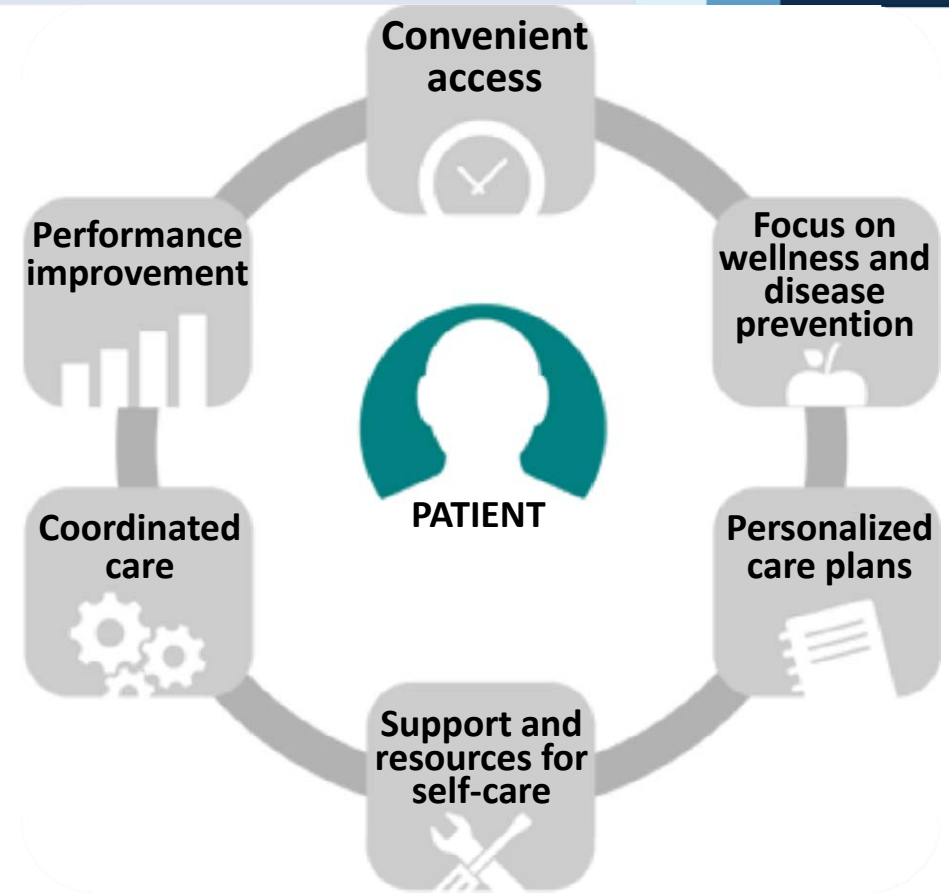 Convenient
access
Focus on
wellness and
disease
prevention
Personalized
care plans
Support and
resources for
self-care
Coordinated
care
Performance
improvement
PATIENT